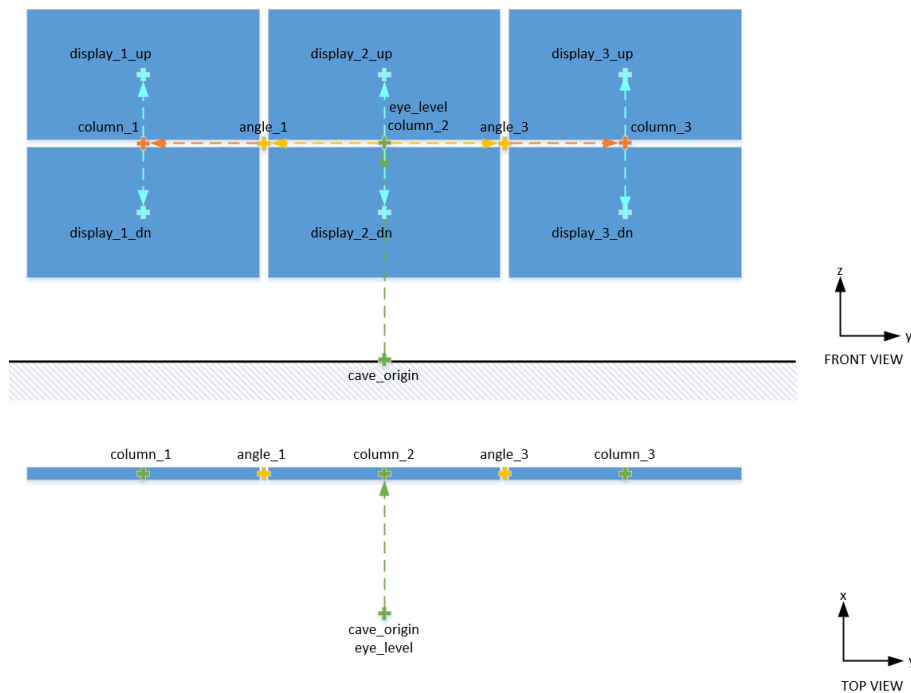 display_1_up
display_2_up
display_3_up
eye_level
column_1
angle_1
column_2
angle_3
column_3
display_1_dn
display_2_dn
display_3_dn
z
y
FRONT VIEW
cave_origin
column_1
angle_1
column_2
angle_3
column_3
x
cave_origin
eye_level
y
TOP VIEW